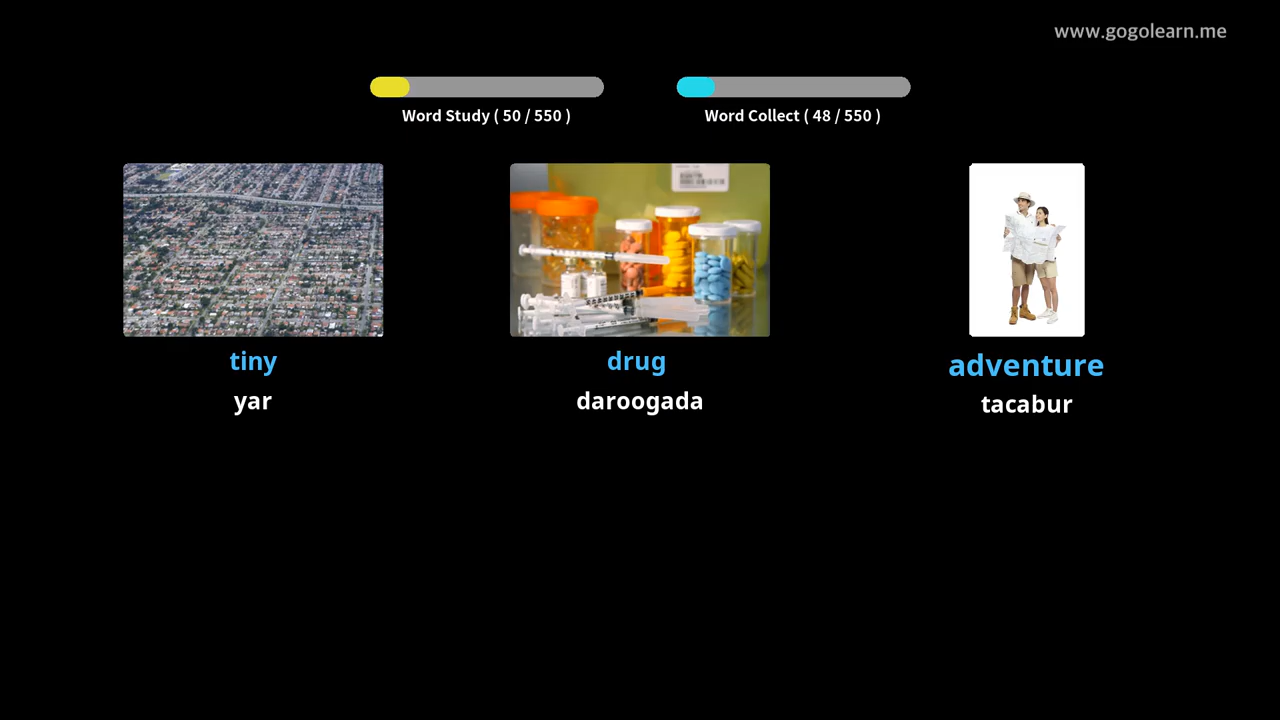 www.gogolearn.me
Word Study ( 50 / 550 )
Word Collect ( 48 / 550 )
tiny
yar
drug
daroogada
adventure
tacabur